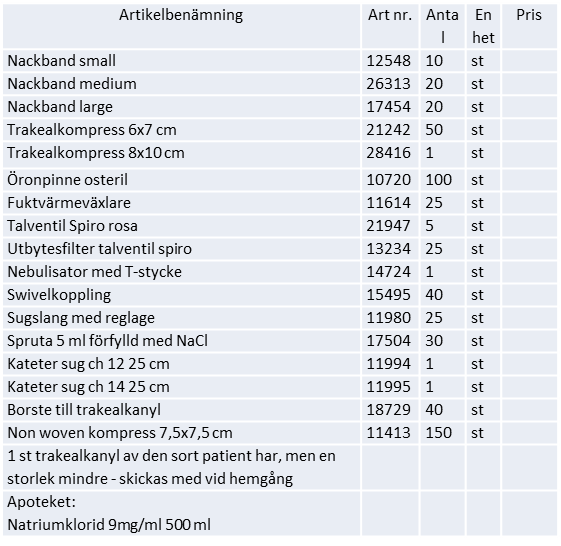 Artikelbenämning Art nr. Anta En Pris
l het
Nackband small 12548 10 st
Nackband medium 26313 20 st
Nackband large 17454 20 st
Trakealkompress 6x7 cm 21242 50 st
Trakealkompress 8x10 cm 28416 1 st
Öronpinne osteril 10720 100 st
Fuktvärmeväxlare 11614 25 st
Talventil Spiro rosa 21947 5 st
Utbytesfilter talventil spiro 13234 25 st
Nebulisator med T-stycke 14724 1 st
Swivelkoppling 15495 40 st
Sugslang med reglage 11980 25 st
Spruta 5 ml förfylld med NaCl 17504 30 st
Kateter sug ch 12 25 cm 11994 1 st
Kateter sug ch 14 25 cm 11995 1 st
Borste till trakealkanyl 18729 40 st
Non woven kompress 7,5x7,5 cm 11413 150 st
1 st trakealkanyl av den sort patient har, men en
storlek mindre - skickas med vid hemgång
Apoteket:
Natriumklorid 9mg/ml 500 ml